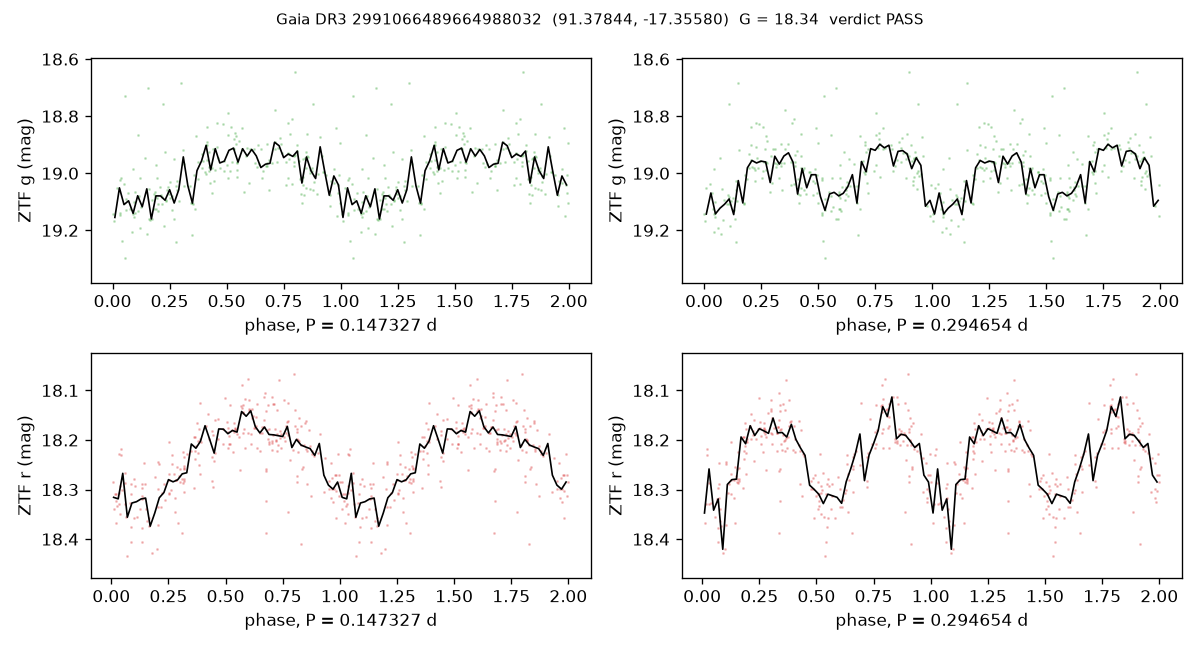 Gaia DR3 2991066489664988032 (91.37844, -17.35580) G = 18.34 verdict PASS
18.6
18.8
19.0
19.2
ZTF g (mag)
0.00 0.25 0.50 0.75 1.00 1.25 1.50 1.75 2.00
phase, P = 0.147327 d
18.6
18.8
19.0
19.2
ZTF g (mag)
0.00 0.25 0.50 0.75 1.00 1.25 1.50 1.75 2.00
phase, P = 0.294654 d
18.1
18.2
18.3
18.4
ZTF r (mag)
0.00 0.25 0.50 0.75 1.00 1.25 1.50 1.75 2.00
phase, P = 0.147327 d
18.1
18.2
18.3
18.4
ZTF r (mag)
0.00 0.25 0.50 0.75 1.00 1.25 1.50 1.75 2.00
phase, P = 0.294654 d